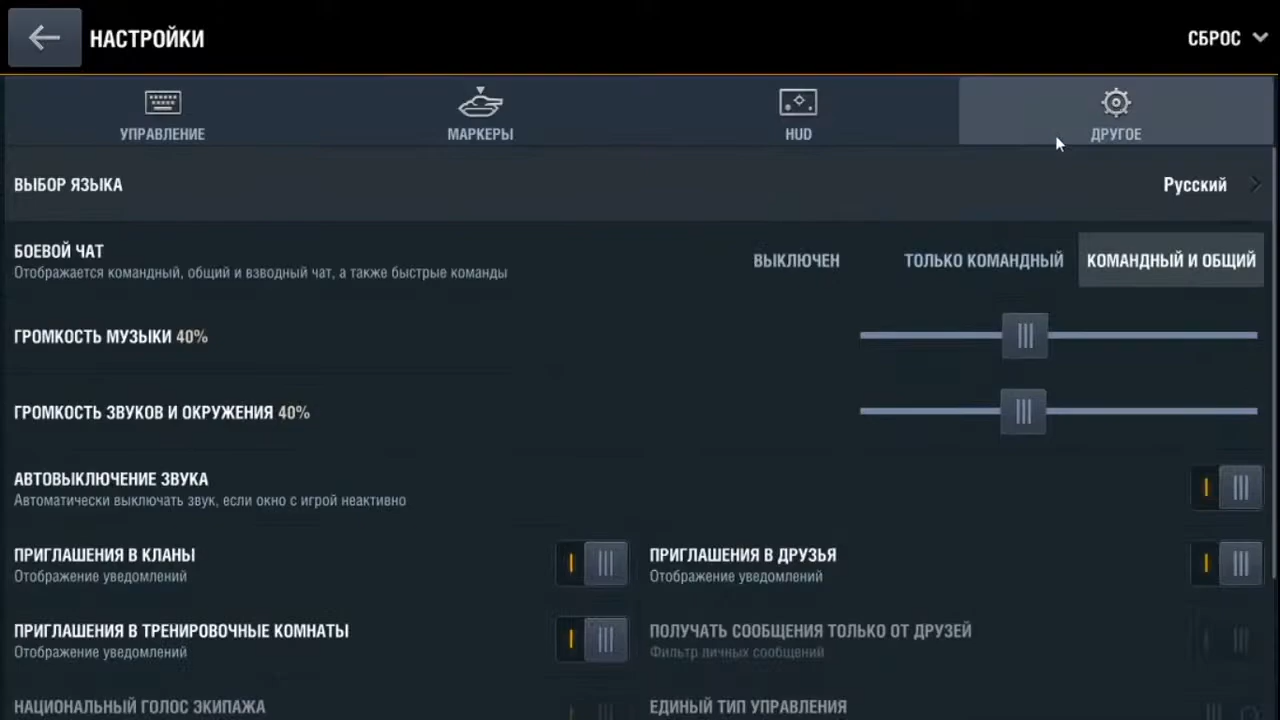 НАСТРОЙКИ
СБРОС
УПРАВЛЕНИЕ
МАРКЕРЫ
HUD
ДРУГОЕ
ВЫБОР ЯЗЫКА
Русский
БОЕВОЙ ЧАТ
Отображается командный, общий и взводный чат, а также быстрые команды
ВЫКЛЮЧЕН
ТОЛЬКО КОМАНДНЫЙ
КОМАНДНЫЙ И ОБЩИЙ
ГРОМКОСТЬ МУЗЫКИ 40%
ГРОМКОСТЬ ЗВУКОВ И ОКРУЖЕНИЯ 40%
АВТОВЫКЛЮЧЕНИЕ ЗВУКА
Автоматически выключать звук, если окно с игрой неактивно
ПРИГЛАШЕНИЯ В КЛАНЫ
Отображение уведомлений
ПРИГЛАШЕНИЯ В ДРУЗЬЯ
Отображение уведомлений
ПРИГЛАШЕНИЯ В ТРЕНИРОВОЧНЫЕ КОМНАТЫ
Отображение уведомлений
ПОЛУЧАТЬ СООБЩЕНИЯ ТОЛЬКО ОТ ДРУЗЕЙ
Фильтр личных сообщений
НАЦИОНАЛЬНЫЙ ГОЛОС ЭКИПАЖА
ЕДИНЫЙ ТИП УПРАВЛЕНИЯ